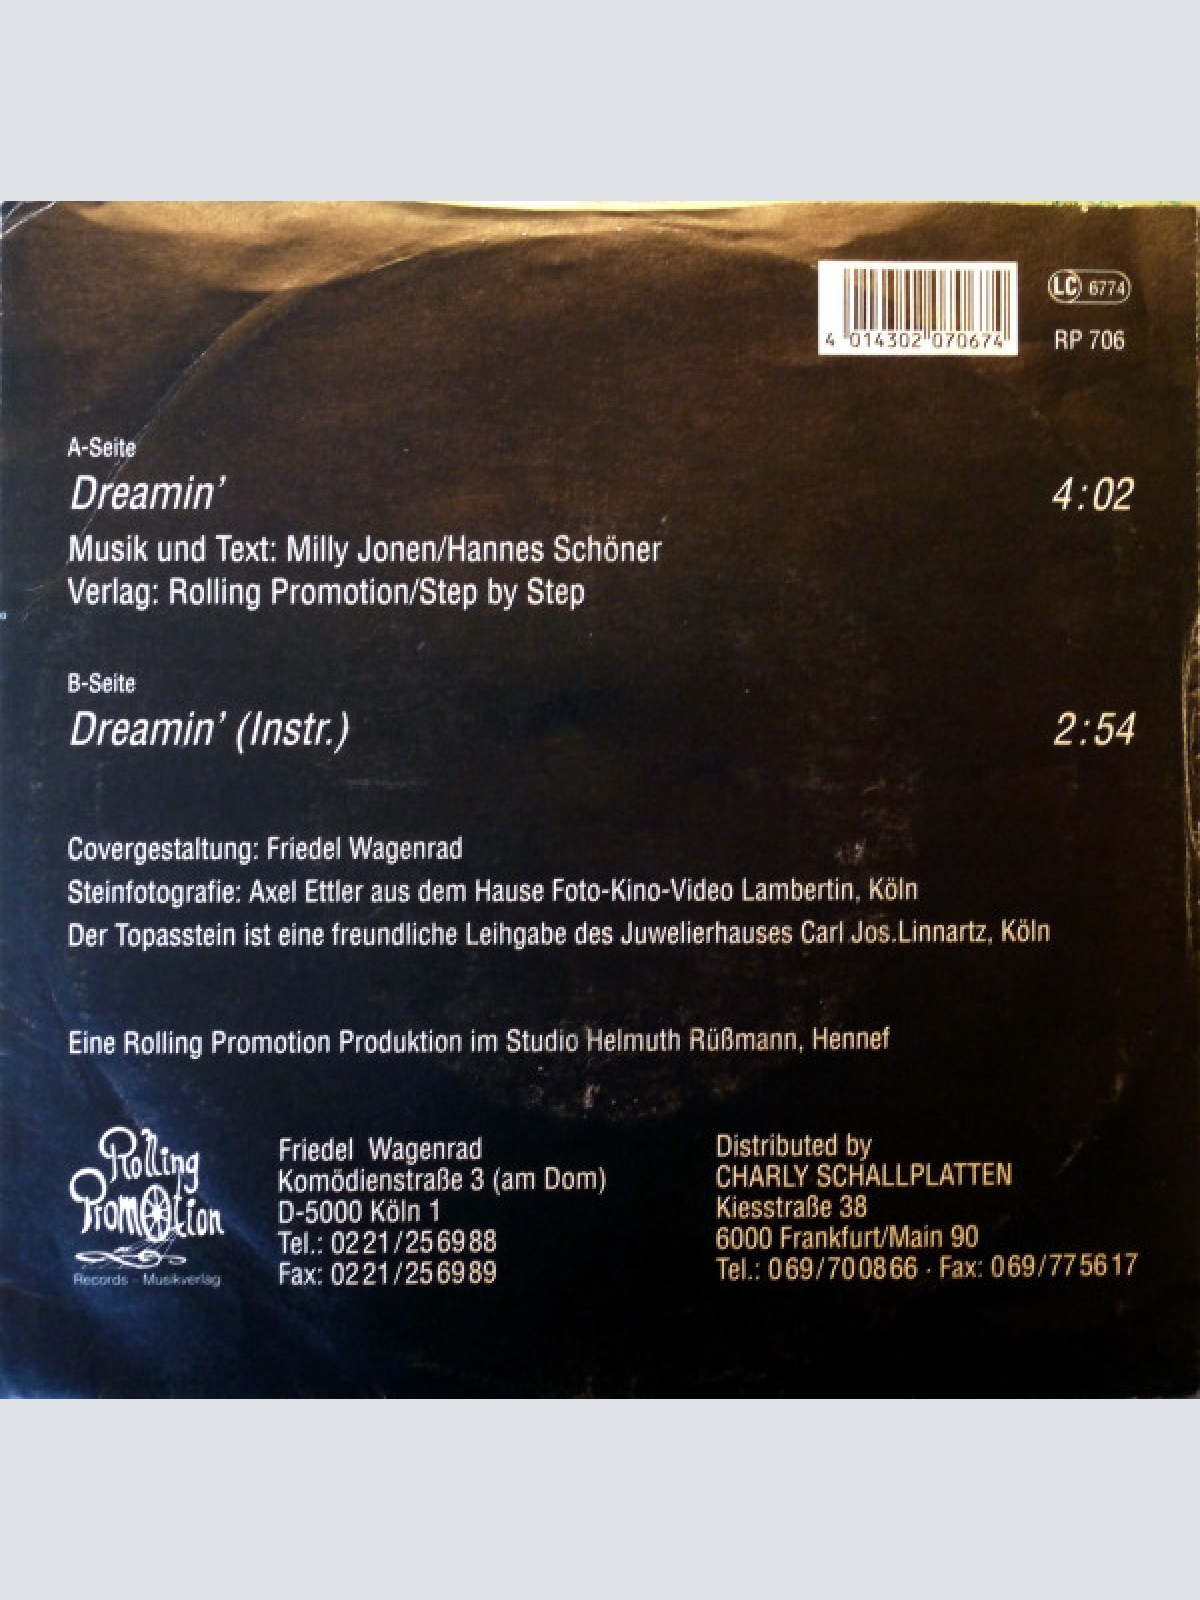 4 014302 070674
LC 6774
RP 706
A-Seite
Dreamin' 4:02
Musik und Text: Milly Jonen/Hannes Schöner
Verlag: Rolling Promotion/Step by Step
B-Seite
Dreamin' (Instr.) 2:54
Covergestaltung: Friedel Wagenrad
Steinfotografie: Axel Ettler aus dem Hause Foto-Kino-Video Lambertin, Köln
Der Topasstein ist eine freundliche Leihgabe des Juwelierhauses Carl Jos.Linnartz, Köln
Eine Rolling Promotion Produktion im Studio Helmuth Rüßmann, Hennef
Rolling
Promotion
Records - Musikverlag
Friedel Wagenrad
Komödienstraße 3 (am Dom)
D-5000 Köln 1
Tel.: 0221/256988
Fax: 0221/256989
Distributed by
CHARLY SCHALLPLATTEN
Kiesstraße 38
6000 Frankfurt/Main 90
Tel.: 069/700866 · Fax: 069/775617